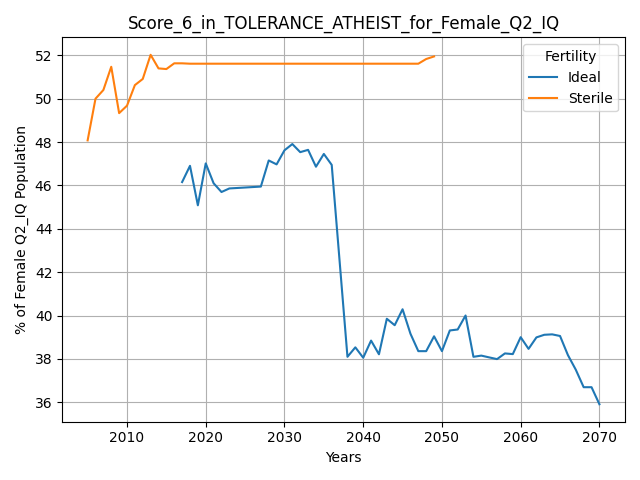 Score_6_in_TOLERANCE_ATHEIST_for_Female_Q2_IQ
Fertility
Ideal
Sterile
% of Female Q2_IQ Population
52
50
48
46
44
42
40
38
36
2010
2020
2030
2040
2050
2060
2070
Years